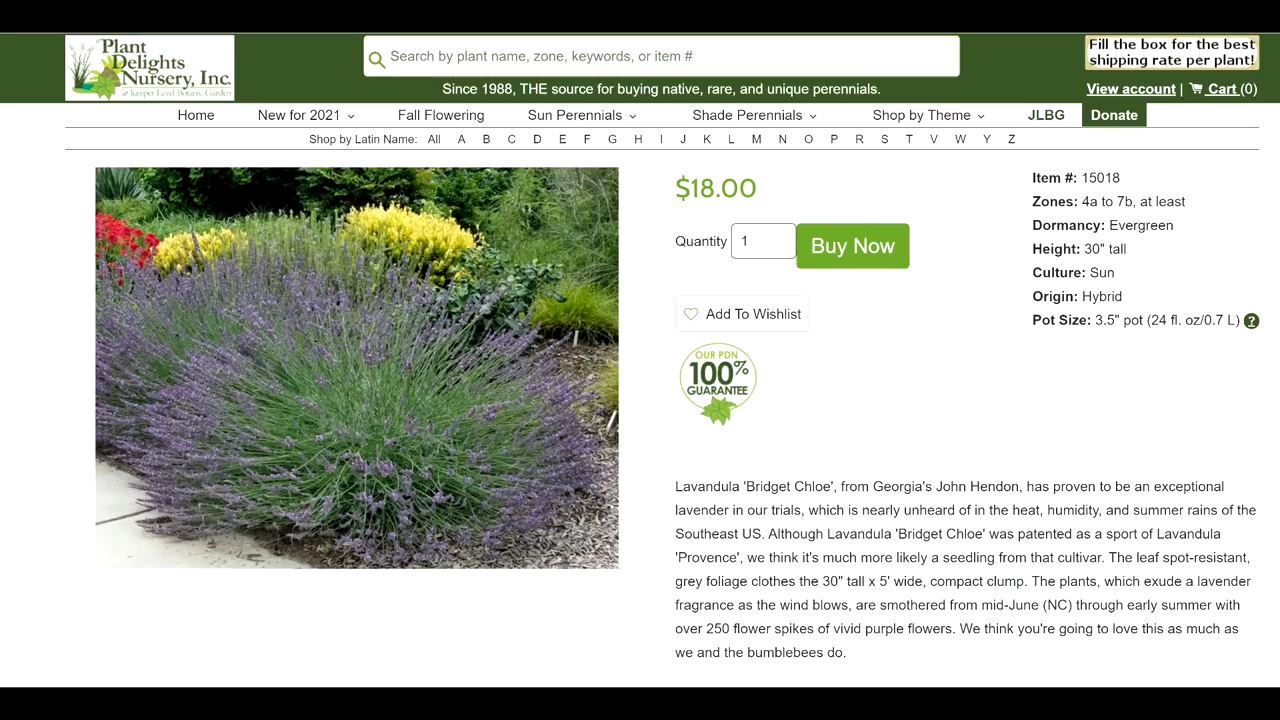 Plant
Delights
Nursery, Inc.
at Juniper Level Botanic Garden
Search by plant name, zone, keywords, or item #
Since 1988, THE source for buying native, rare, and unique perennials.
Fill the box for the best
shipping rate per plant!
View account | Cart (0)
Home New for 2021 Fall Flowering Sun Perennials Shade Perennials Shop by Theme JLBG Donate
Shop by Latin Name: All A B C D E F G H I J K L M N O P R S T V W Y Z
$18.00
Quantity 1 Buy Now
Add To Wishlist
OUR PDN
100%
GUARANTEE
Item #: 15018
Zones: 4a to 7b, at least
Dormancy: Evergreen
Height: 30" tall
Culture: Sun
Origin: Hybrid
Pot Size: 3.5" pot (24 fl. oz/0.7 L) ?
Lavandula 'Bridget Chloe', from Georgia's John Hendon, has proven to be an exceptional
lavender in our trials, which is nearly unheard of in the heat, humidity, and summer rains of the
Southeast US. Although Lavandula 'Bridget Chloe' was patented as a sport of Lavandula
'Provence', we think it's much more likely a seedling from that cultivar. The leaf spot-resistant,
grey foliage clothes the 30" tall x 5' wide, compact clump. The plants, which exude a lavender
fragrance as the wind blows, are smothered from mid-June (NC) through early summer with
over 250 flower spikes of vivid purple flowers. We think you're going to love this as much as
we and the bumblebees do.